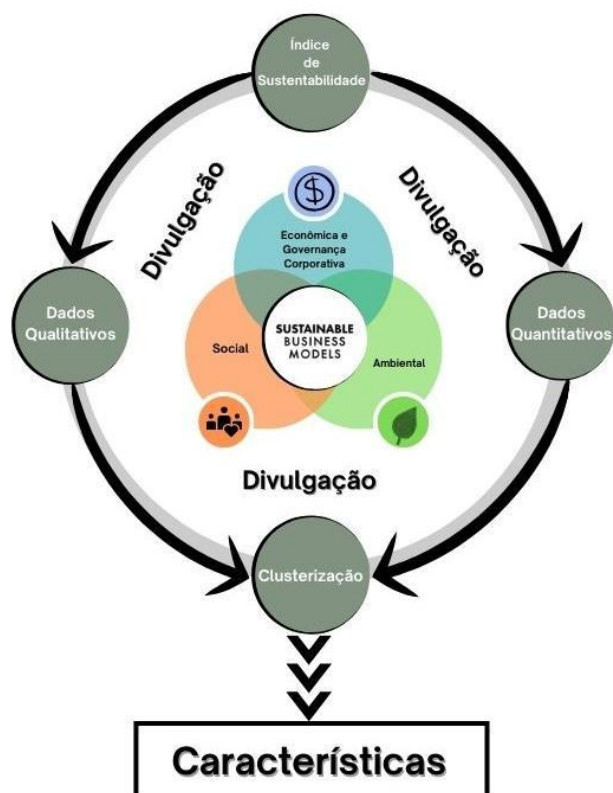 Índice
de
Sustentabilidade
Divulgação
Divulgação
$
Econômica e
Governança
Corporativa
Dados
Qualitativos
Dados
Quantitativos
SUSTAINABLE
BUSINESS
MODELS
Social
Ambiental
Divulgação
Clusterização
Características